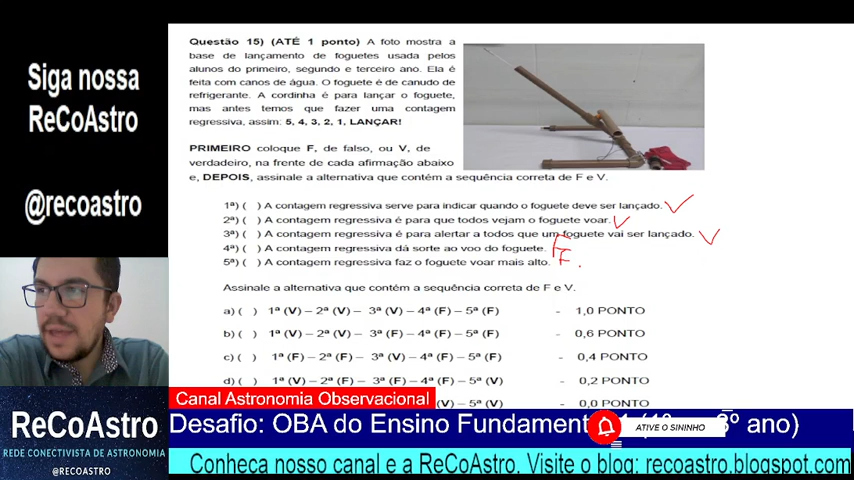 Siga nossa
ReCoAstro
@recoastro
Questão 15) (ATÉ 1 ponto) A foto mostra a
base de lançamento de foguetes usada pelos
alunos do primeiro, segundo e terceiro ano. Ela é
feita com canos de água. O foguete é de canudo de
refrigerante. A cordinha é para lançar o foguete,
mas antes temos que fazer uma contagem
regressiva, assim: 5, 4, 3, 2, 1, LANÇAR!
PRIMEIRO coloque F, de falso, ou V, de
verdadeiro, na frente de cada afirmação abaixo
e, DEPOIS, assinale a alternativa que contém a sequência correta de F e V.
1ª) ( ) A contagem regressiva serve para indicar quando o foguete deve ser lançado. V
2ª) ( ) A contagem regressiva é para que todos vejam o foguete voar. V
3ª) ( ) A contagem regressiva é para alertar a todos que um foguete vai ser lançado. V
4ª) ( ) A contagem regressiva dá sorte ao voo do foguete. F
5ª) ( ) A contagem regressiva faz o foguete voar mais alto. F
Assinale a alternativa que contém a sequência correta de F e V.
a) ( ) 1ª (V) – 2ª (V) – 3ª (V) – 4ª (F) – 5ª (F) - 1,0 PONTO
b) ( ) 1ª (V) – 2ª (V) – 3ª (F) – 4ª (F) – 5ª (F) - 0,6 PONTO
c) ( ) 1ª (F) – 2ª (F) – 3ª (V) – 4ª (F) – 5ª (F) - 0,4 PONTO
d) ( ) 1ª (V) – 2ª (F) – 3ª (F) – 4ª (F) – 5ª (V) - 0,2 PONTO
(V) – 5ª (F) - 0,0 PONTO
Canal Astronomia Observacional
ReCoAstro
REDE CONECTIVISTA DE ASTRONOMIA
@RECOASTRO
Desafio: OBA do Ensino Fundament 3º ano)
ATIVE O SININHO
Conheça nosso canal e a ReCoAstro. Visite o blog: recoastro.blogspot.com